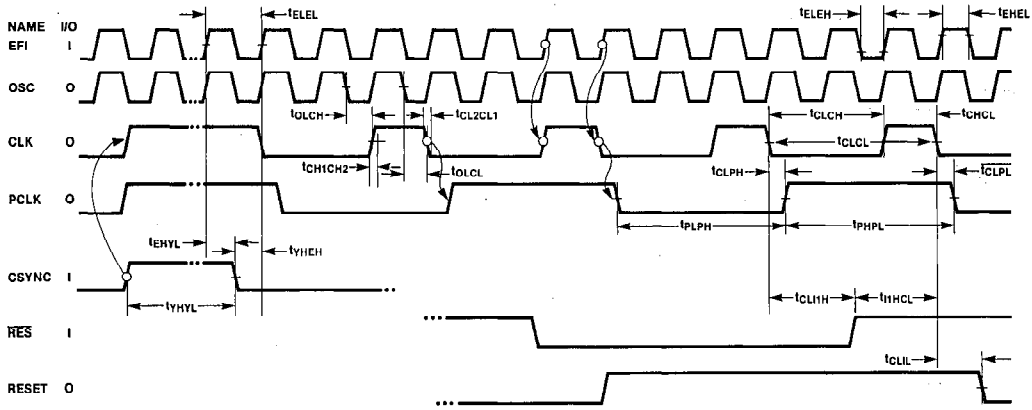 NAME I/O
tELEL
tELEH
tEHEL
EFI I
OSC O
tOLCH
tCL2CL1
tCLCH
tCHCL
CLK O
tCLCL
tCH1CH2
tOLCL
tCLPH
tCLPL
PCLK O
tPLPH
tPHPL
tEHYL
tYHEH
CSYNC I
tYHYL
tCLI1H
tI1HCL
RES I
tCLIL
RESET O